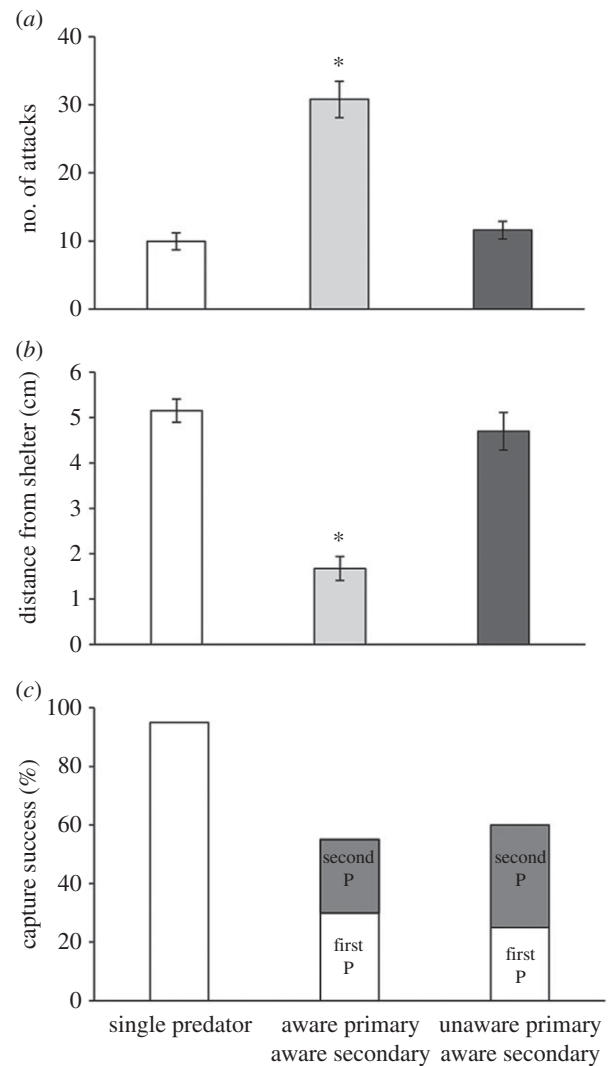 (a)
40
30
20
10
0
no. of attacks
*
(b)
6
5
4
3
2
1
0
distance from shelter (cm)
*
(c)
100
80
60
40
20
0
capture success (%)
second
P
first
P
second
P
first
P
single predator
aware primary
aware secondary
unaware primary
aware secondary